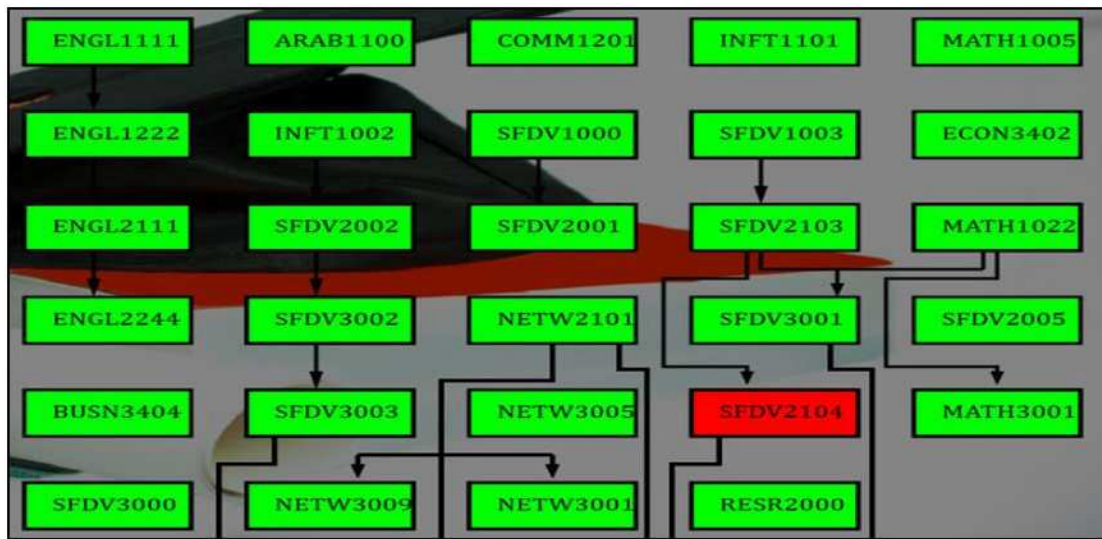 ENGL1111 ARAB1100 COMM1201 INFT1101 MATH1005
ENGL1222 INFT1002 SFDV1000 SFDV1003 ECON3402
ENGL2111 SFDV2002 SFDV2001 SFDV2103 MATH1022
ENGL2244 SFDV3002 NETW2101 SFDV3001 SFDV2005
BUSN3404 SFDV3003 NETW3005 SFDV2104 MATH3001
SFDV3000 NETW3009 NETW3001 RESR2000